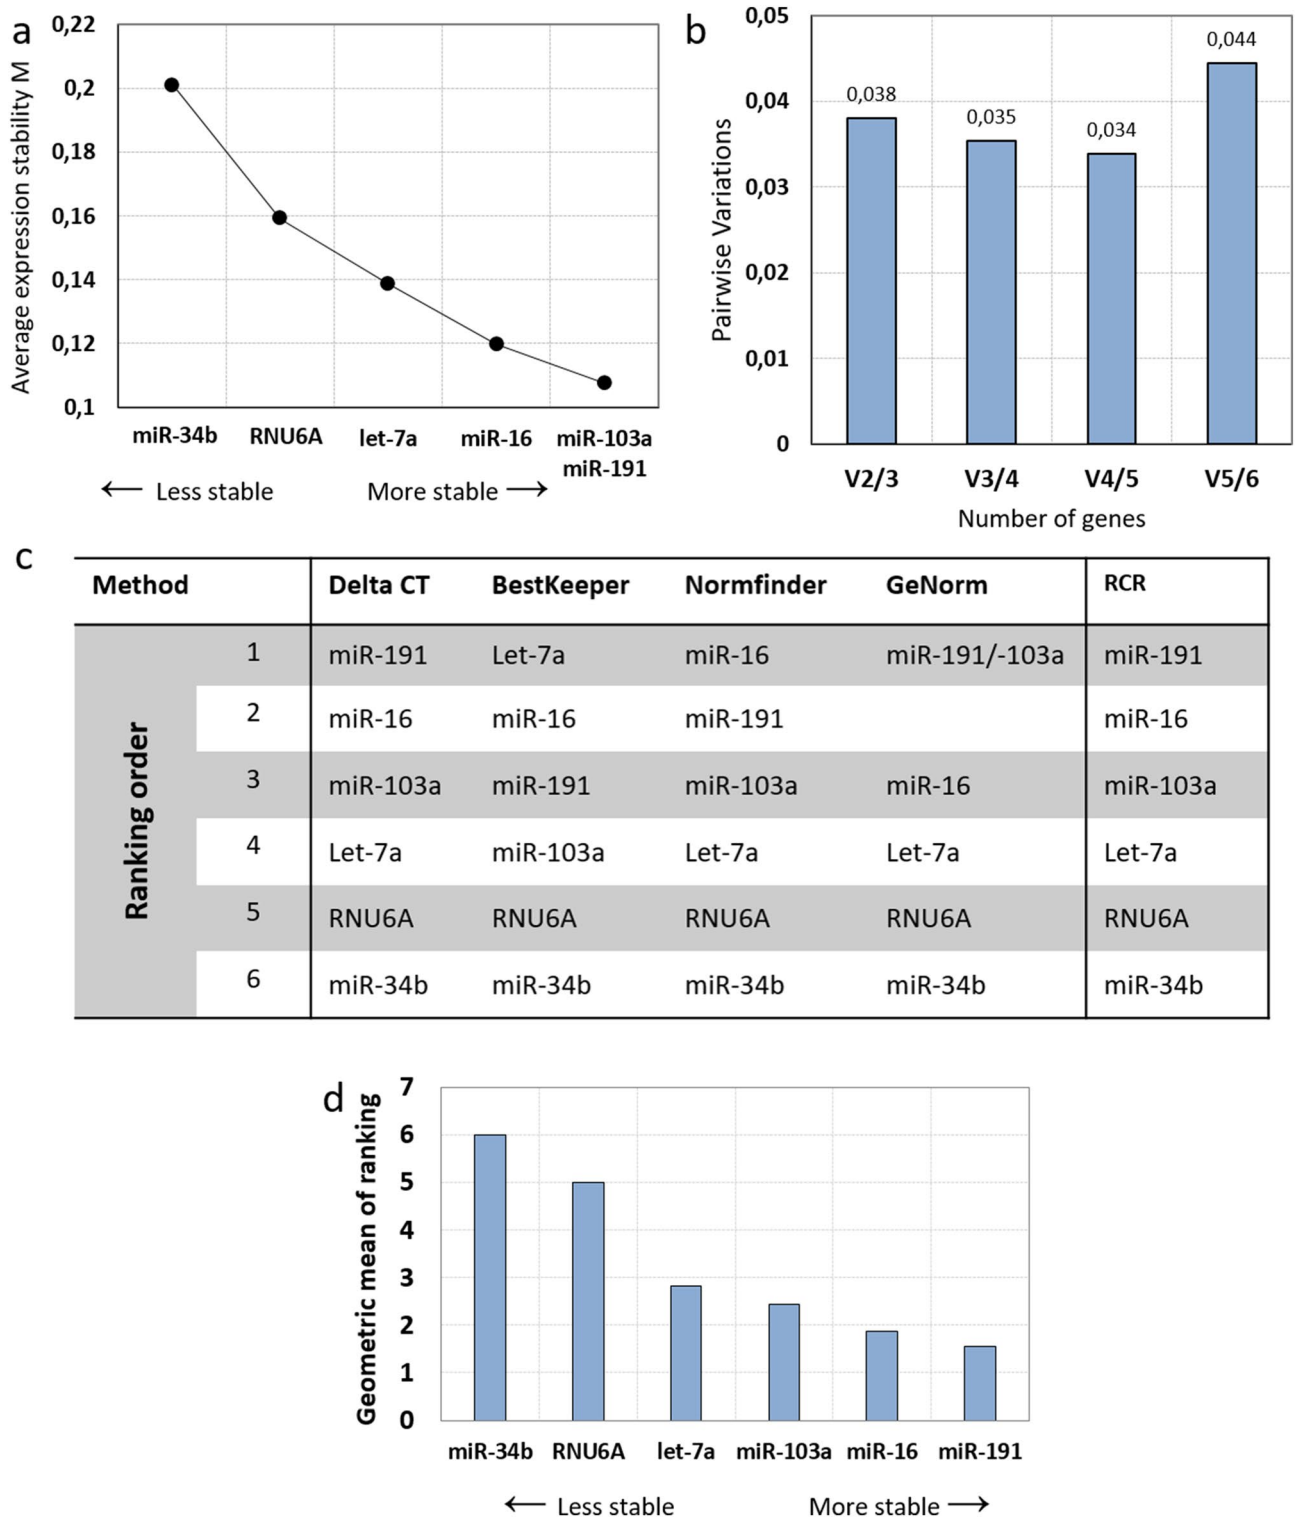 a
Average expression stability M
0,22
0,2
0,18
0,16
0,14
0,12
0,1
miR-34b RNU6A let-7a miR-16 miR-103a
miR-191
← Less stable More stable →
b
Pairwise Variations
0,05
0,04
0,03
0,02
0,01
0
0,038
0,035
0,034
0,044
V2/3 V3/4 V4/5 V5/6
Number of genes
c
Method Delta CT BestKeeper Normfinder GeNorm RCR
Ranking order
1 miR-191 Let-7a miR-16 miR-191/-103a miR-191
2 miR-16 miR-16 miR-191 miR-16
3 miR-103a miR-191 miR-103a miR-16 miR-103a
4 Let-7a miR-103a Let-7a Let-7a Let-7a
5 RNU6A RNU6A RNU6A RNU6A RNU6A
6 miR-34b miR-34b miR-34b miR-34b miR-34b
d
Geometric mean of ranking
7
6
5
4
3
2
1
0
miR-34b RNU6A let-7a miR-103a miR-16 miR-191
← Less stable More stable →